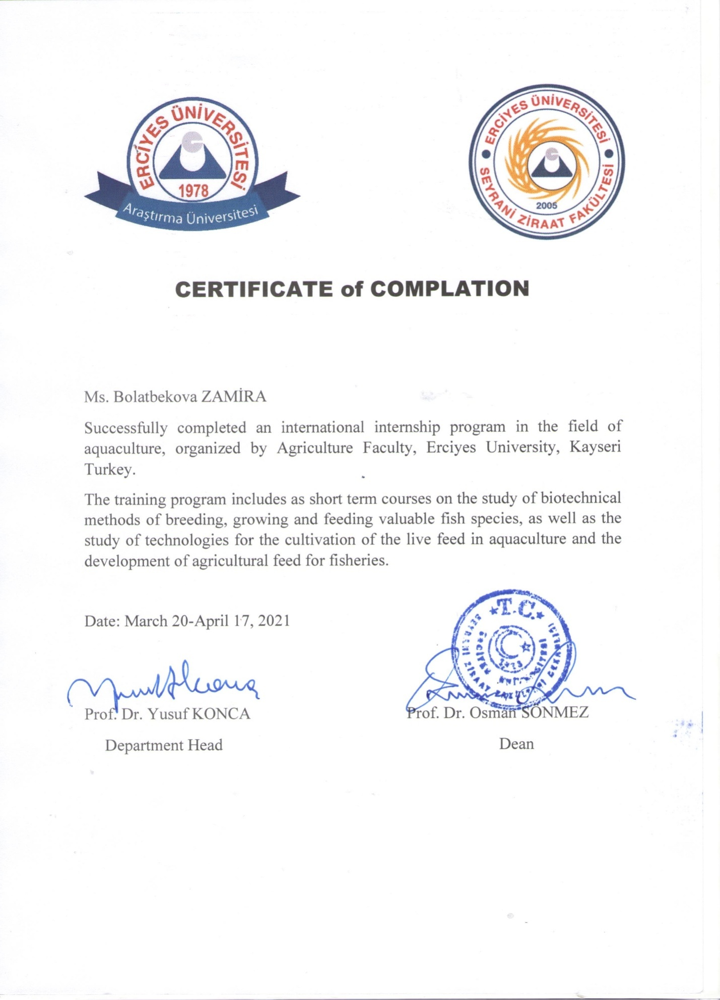 ERCİYES ÜNİVERSİTESİ
1978
Araştırma Üniversitesi
ERCİYES ÜNİVERSİTESİ
2005
SEYRANİ ZİRAAT FAKÜLTESİ
CERTIFICATE of COMPLATION
Ms. Bolatbekova ZAMİRA
Successfully completed an international internship program in the field of
aquaculture, organized by Agriculture Faculty, Erciyes University, Kayseri
Turkey.
The training program includes as short term courses on the study of biotechnical
methods of breeding, growing and feeding valuable fish species, as well as the
study of technologies for the cultivation of the live feed in aquaculture and the
development of agricultural feed for fisheries.
Date: March 20-April 17, 2021
T.C.
SEYRANİ ZİRAAT
Prof. Dr. Yusuf KONCA
Prof. Dr. Osman SÖNMEZ
Department Head
Dean